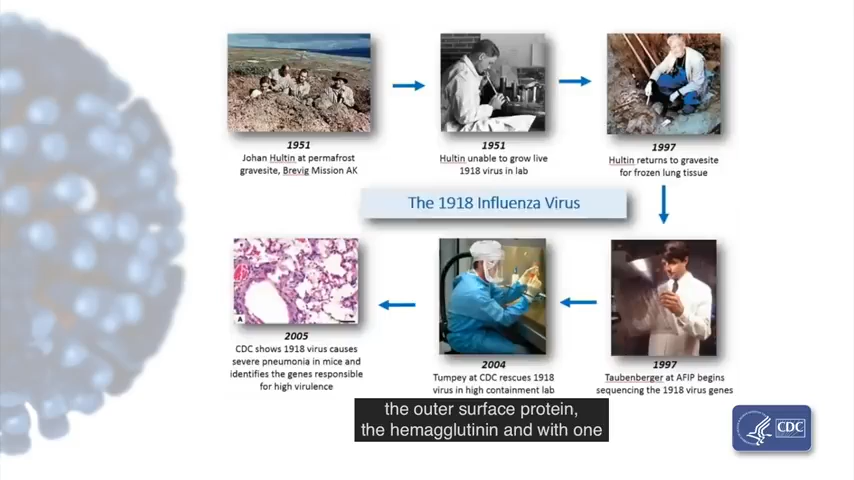 1951
Johan Hultin at permafrost
gravesite, Brevig Mission AK
1951
Hultin unable to grow live
1918 virus in lab
1997
Hultin returns to gravesite
for frozen lung tissue
The 1918 Influenza Virus
A
2005
CDC shows 1918 virus causes
severe pneumonia in mice and
identifies the genes responsible
for high virulence
2004
Tumpey at CDC rescues 1918
virus in high containment lab
1997
Taubenberger at AFIP begins
sequencing the 1918 virus genes
the outer surface protein,
the hemagglutinin and with one
CDC